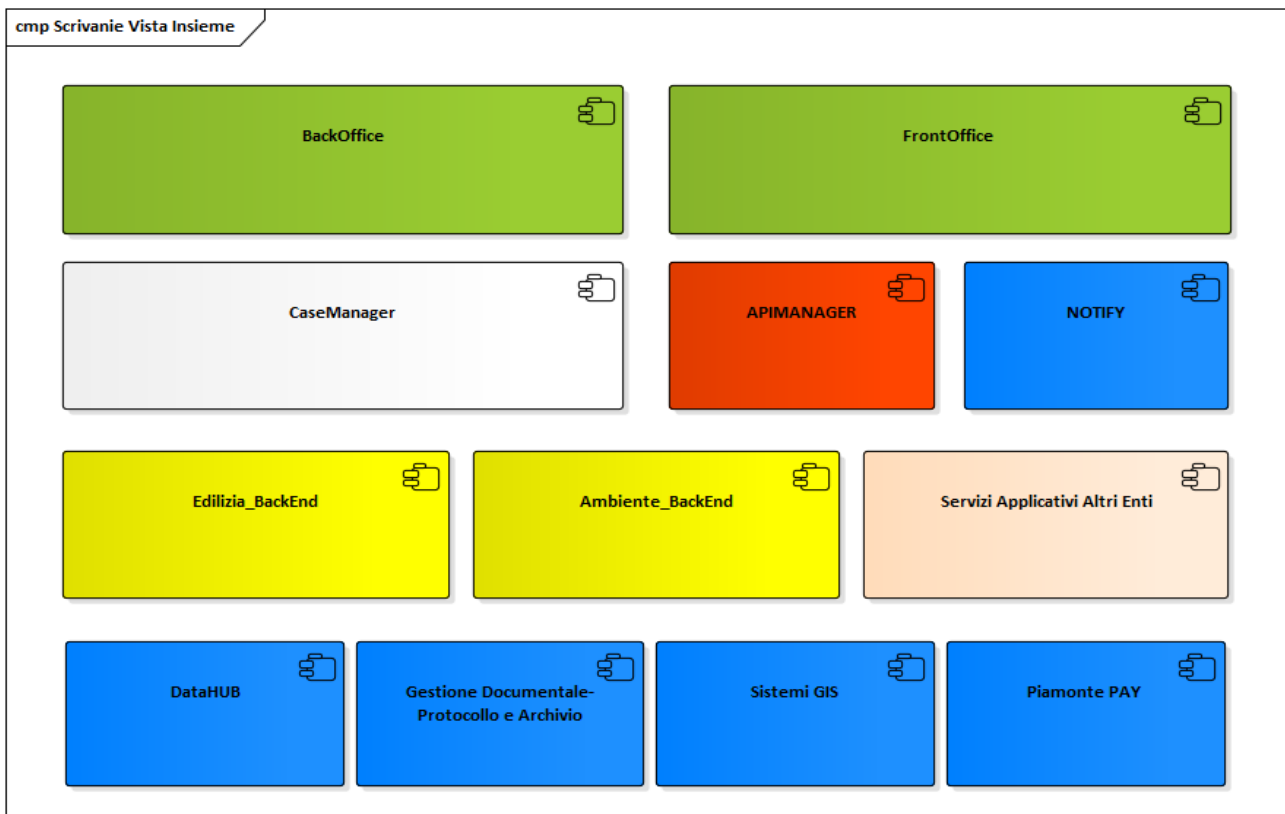 cmp Scrivanie Vista Insieme
BackOffice
FrontOffice
CaseManager
APIMANAGER
NOTIFY
Edilizia_BackEnd
Ambiente_BackEnd
Servizi Applicativi Altri Enti
DataHUB
Gestione Documentale-
Protocollo e Archivio
Sistemi GIS
Piamonte PAY